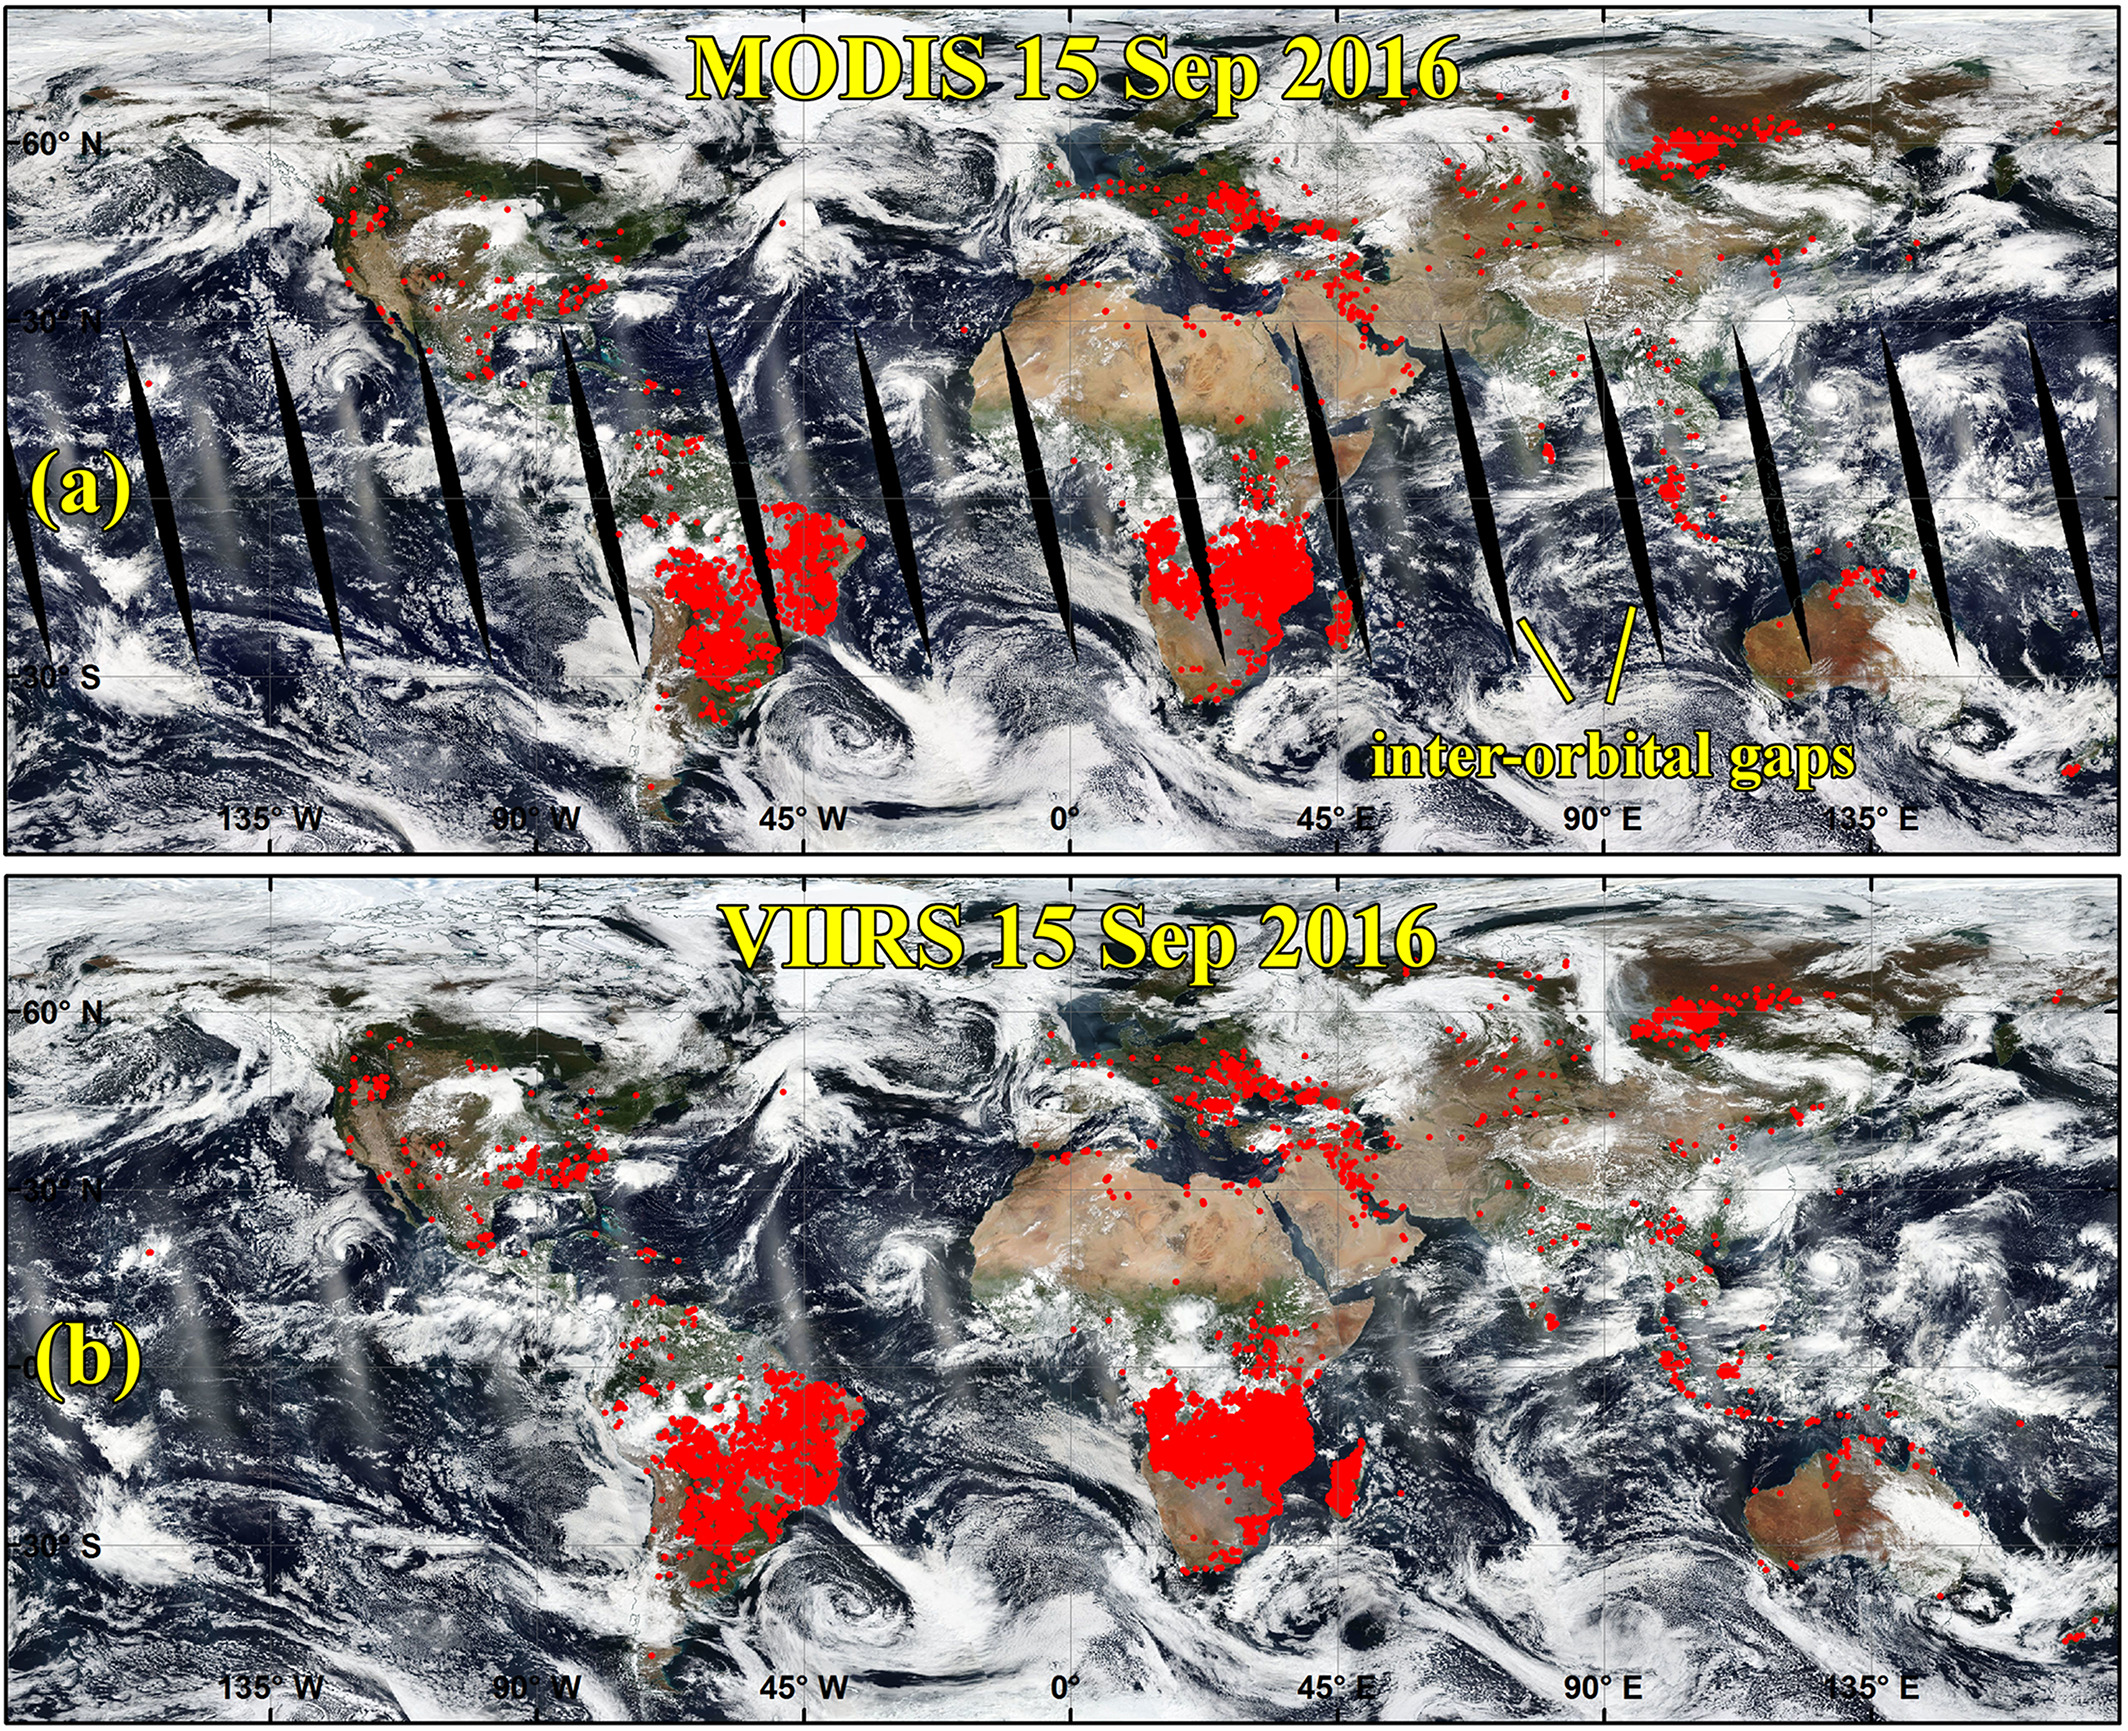 MODIS 15 Sep 2016
60° N
30° N
(a)
30° S
inter-orbital gaps
135° W 90° W 45° W 0° 45° E 90° E 135° E
VIIRS 15 Sep 2016
60° N
30° N
(b)
0°
30° S
135° W 90° W 45° W 0° 45° E 90° E 135° E